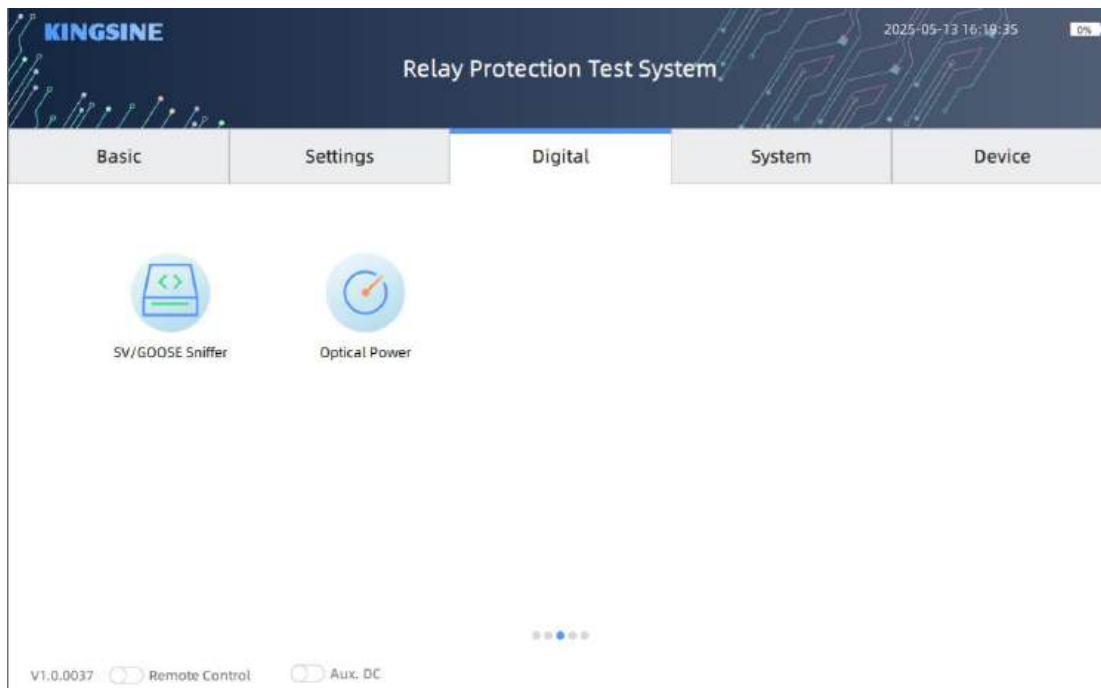 KINGSINE
2025-05-13 16:19:35 0%
Relay Protection Test System
Basic Settings Digital System Device
SV/GOOSE Sniffer Optical Power
V1.0.0037 Remote Control Aux. DC